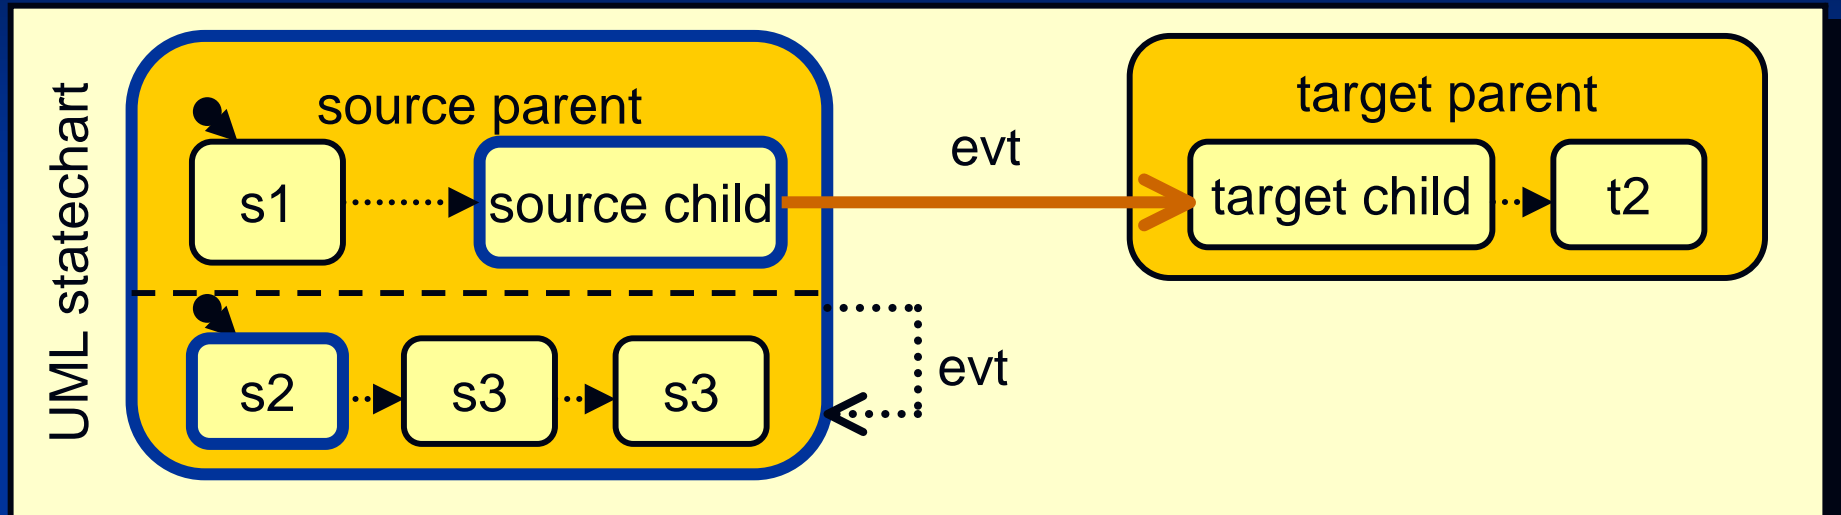 UML statechart
source parent
s1
source child
s2
s3
s3
evt
evt
target parent
target child
t2